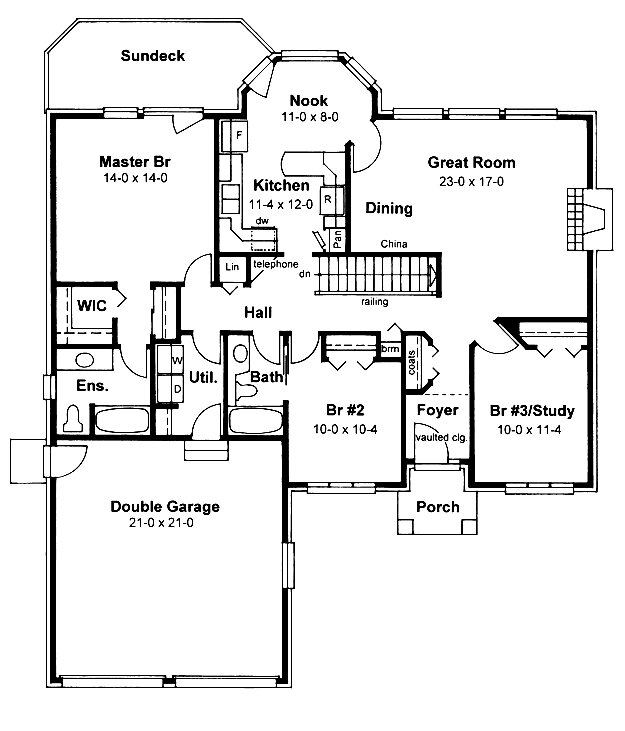 Sundeck
Nook
11-0 x 8-0
F
Master Br
14-0 x 14-0
Great Room
23-0 x 17-0
Kitchen
11-4 x 12-0
R
Dining
dw
Pan
China
Lin
telephone
dn
railing
WIC
Hall
brm
coats
W
D
Util.
Bath
Ens.
Br #2
10-0 x 10-4
Foyer
vaulted clg.
Br #3/Study
10-0 x 11-4
Double Garage
21-0 x 21-0
Porch